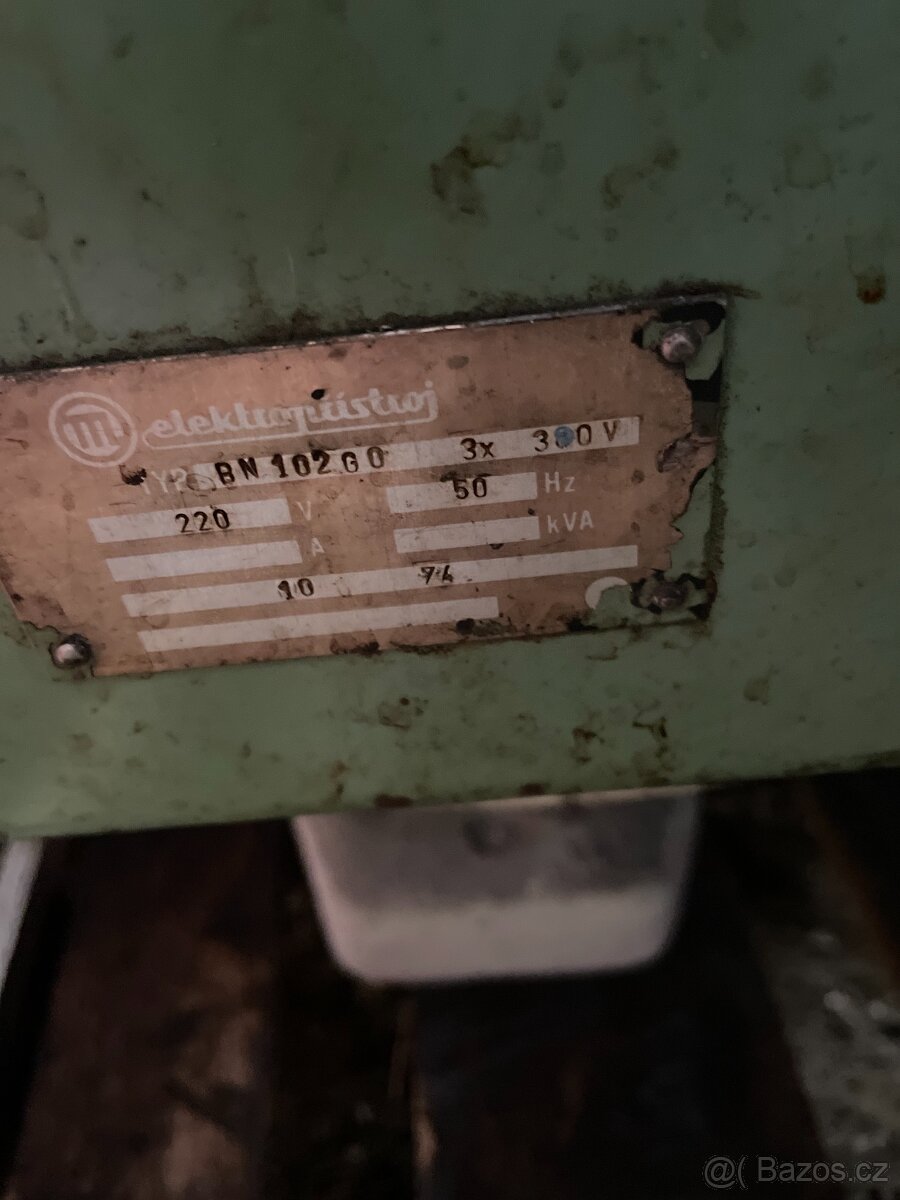 elektropřístroj
TYP BN 102 G0 3x 380 V
220 V 50 Hz
A kVA
10 74
@( Bazos.cz